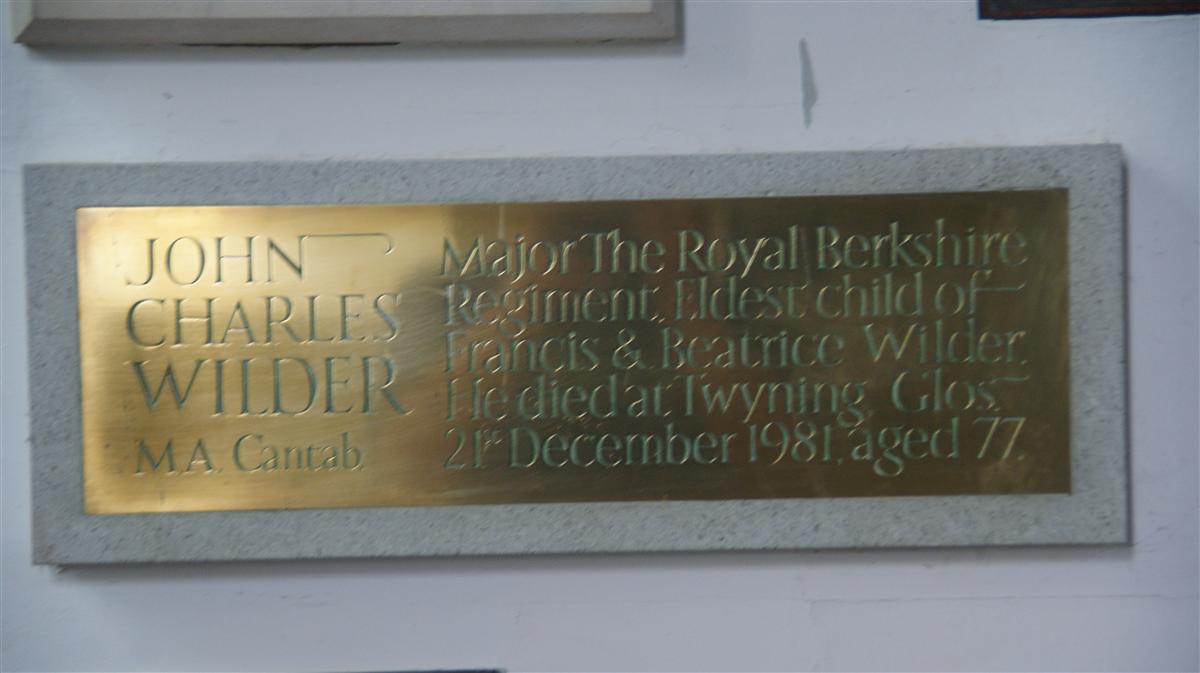 JOHN
CHARLES
WILDER
M.A. Cantab.
Major The Royal Berkshire
Regiment. Eldest child of
Francis & Beatrice Wilder.
He died at Twyning, Glos.
21st December 1981, aged 77.